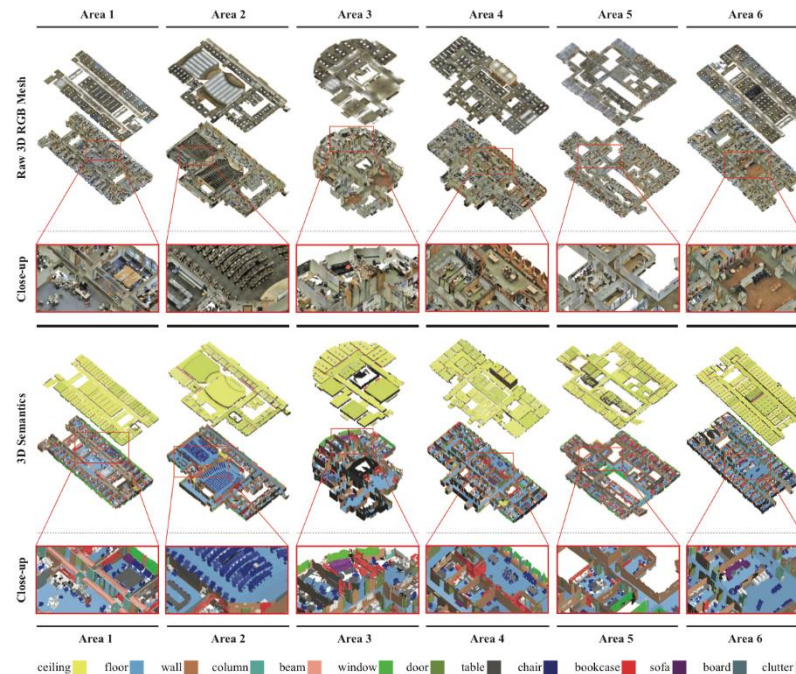 Area 1 Area 2 Area 3 Area 4 Area 5 Area 6
Raw 3D RGB Mesh
Close-up
3D Semantics
Close-up
Area 1 Area 2 Area 3 Area 4 Area 5 Area 6
ceiling floor wall column beam window door table chair bookcase sofa board clutter